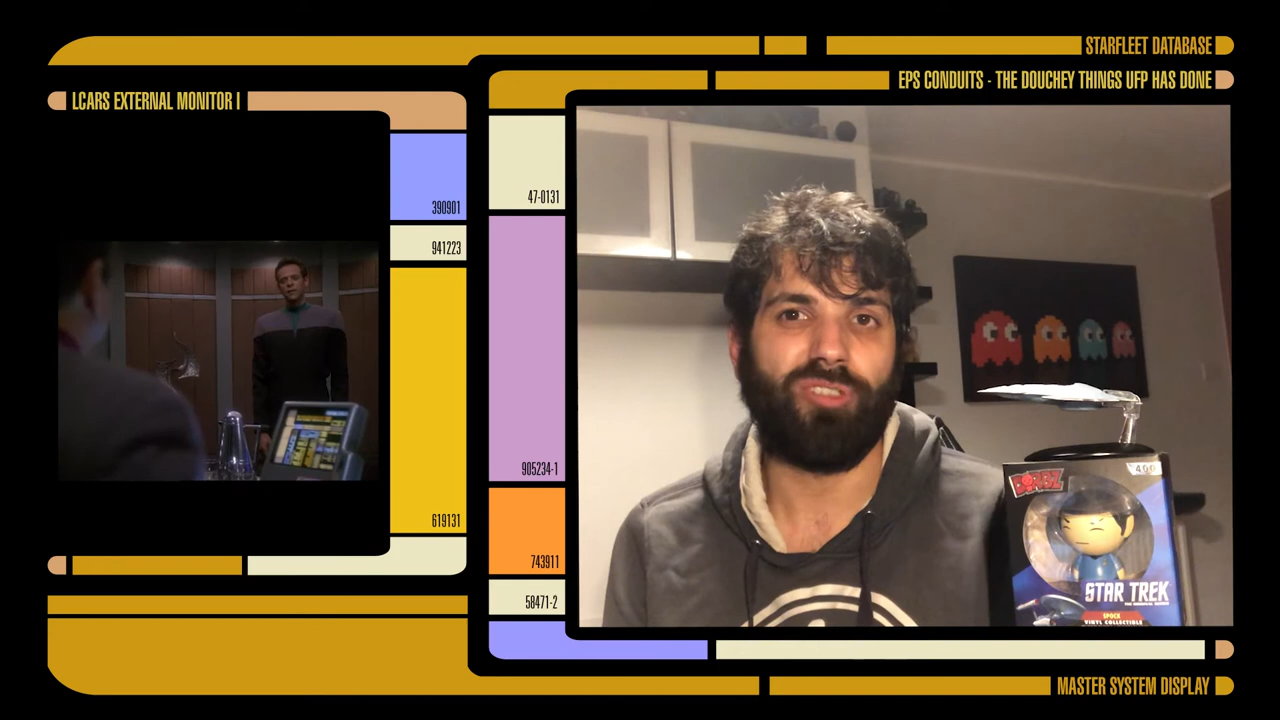 STARFLEET DATABASE
EPS CONDUITS - THE DOUCHEY THINGS UFP HAS DONE
LCARS EXTERNAL MONITOR I
390901
941223
619131
47-0131
905234-1
743911
58471-2
DORBZ
400
STAR TREK
SPOCK
VINYL COLLECTIBLE
MASTER SYSTEM DISPLAY